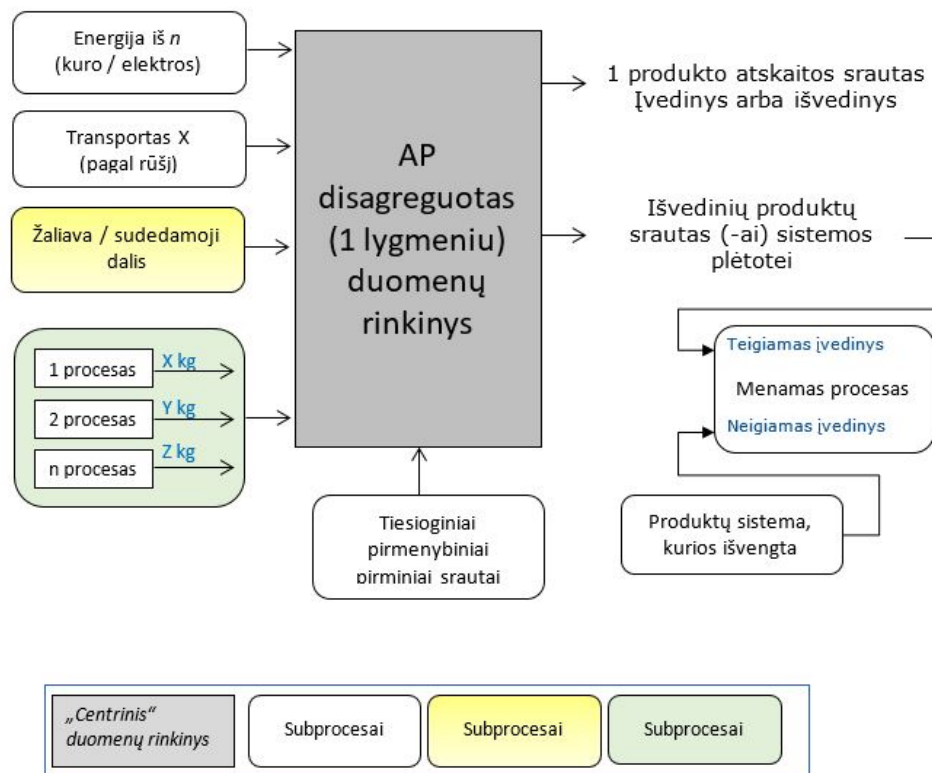 Energija iš n
(kuro / elektros)
Transportas X
(pagal rūšį)
Žaliava / sudedamoji
dalis
1 procesas
X kg
2 procesas
Y kg
n procesas
Z kg
AP
disagreguotas
(1 lygmeniu)
duomenų
rinkinys
Tiesioginiai
pirmenybiniai
pirminiai srautai
1 produkto atskaitos srautas
Įvedinys arba išvedinys
Išvedinių produktų
srautas (-ai) sistemos
plėtotei
Teigiamas įvedinys
Menamas procesas
Neigiamas įvedinys
Produktų sistema,
kurios išvengta
„Centrinis“
duomenų rinkinys
Subprocesai
Subprocesai
Subprocesai